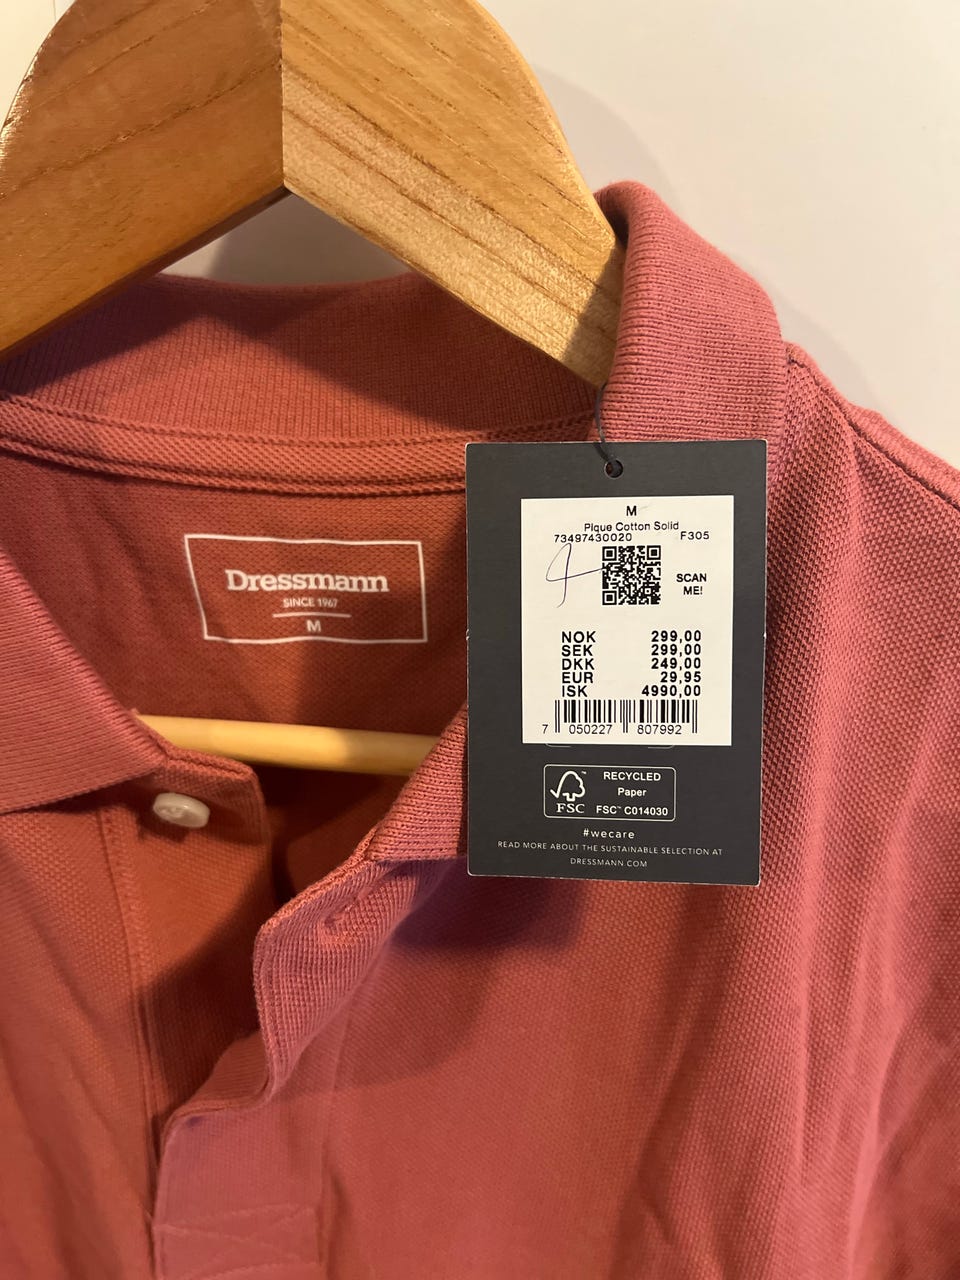 Dressmann
SINCE 1967
M
M
Pique Cotton Solid
73497430020 F305
SCAN
ME!
NOK 299,00
SEK 299,00
DKK 249,00
EUR 29,95
ISK 4990,00
7 050227 807992
FSC
RECYCLED
Paper
FSC™ C014030
#wecare
READ MORE ABOUT THE SUSTAINABLE SELECTION AT
DRESSMANN.COM